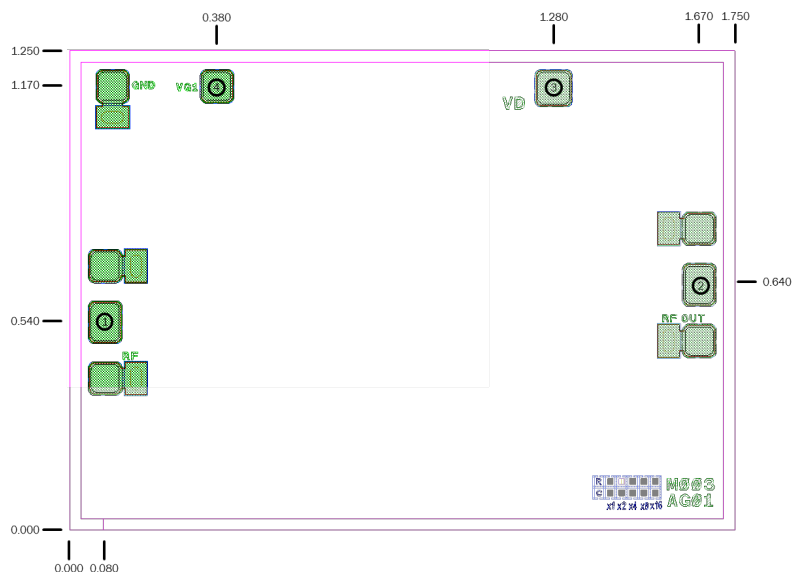 0.380
1.280
1.670 1.750
1.250
1.170
GND
VG1
4
3
VD
2
0.640
RF OUT
0.540
1
RF
R
C
x1 x2 x4 x8 x16
M003
AG01
0.000
0.000 0.080